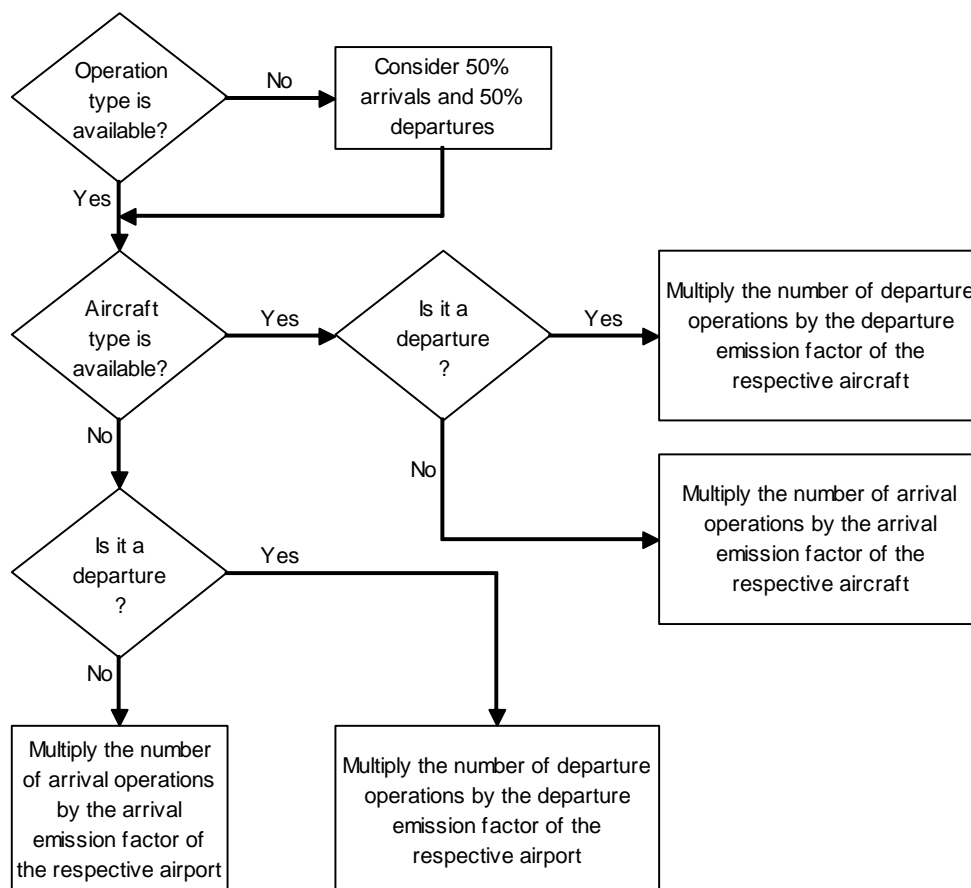 Operation
type is
available?
No
Consider 50%
arrivals and 50%
departures
Yes
Aircraft
type is
available?
Yes
Is it a
departure
?
Yes
Multiply the number of departure
operations by the departure
emission factor of the
respective aircraft
No
No
Multiply the number of arrival
operations by the arrival
emission factor of the
respective aircraft
Is it a
departure
?
Yes
No
Multiply the number
of arrival operations
by the arrival
emission factor of
the respective airport
Multiply the number of departure
operations by the departure
emission factor of the
respective airport